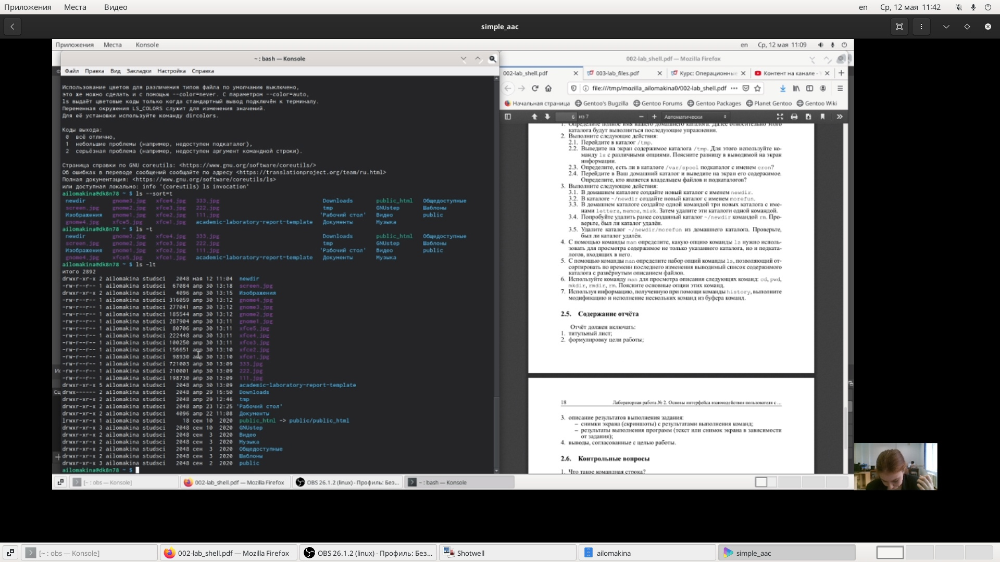 Приложения Места Видео en Ср, 12 мая 11:42
simple_aac
Приложения Места Konsole en Ср, 12 мая 11:09
~ : bash — Konsole
Файл Правка Вид Закладки Настройка Справка
Использование цветов для различения типов файла по умолчанию выключено,
это же можно сделать и с помощью --color=never. С параметром --color=auto,
ls выдаёт цветовые коды только когда стандартный вывод подключён к терминалу.
Переменная окружения LS_COLORS служит для изменения значений.
Для её установки используйте команду dircolors.
Коды выхода:
0 всё отлично,
1 небольшие проблемы (например, недоступен подкаталог),
2 серьёзная проблема (например, недоступен аргумент командной строки).
Страница справки по GNU coreutils: <https://www.gnu.org/software/coreutils/>
Об ошибках в переводе сообщений сообщайте по адресу <https://translationproject.org/team/ru.html>
Полная документация: <https://www.gnu.org/software/coreutils/ls>
или доступная локально: info '(coreutils) ls invocation'
ailomakina@dk8n78 ~ $ ls --sort=t
newdir gnome3.jpg xfce4.jpg 333.jpg Downloads public_html Общедоступные
screen.jpg gnome2.jpg xfce3.jpg 222.jpg tmp GNUstep Шаблоны
Изображения gnome1.jpg xfce2.jpg 111.jpg 'Рабочий стол' Видео public
gnome4.jpg xfce5.jpg xfce1.jpg academic-laboratory-report-template Документы Музыка
ailomakina@dk8n78 ~ $ ls -t
newdir gnome3.jpg xfce4.jpg 333.jpg Downloads public_html Общедоступные
screen.jpg gnome2.jpg xfce3.jpg 222.jpg tmp GNUstep Шаблоны
Изображения gnome1.jpg xfce2.jpg 111.jpg 'Рабочий стол' Видео public
gnome4.jpg xfce5.jpg xfce1.jpg academic-laboratory-report-template Документы Музыка
ailomakina@dk8n78 ~ $ ls -lt
итого 2892
drwxr-xr-x 2 ailomakina studsci 2048 мая 12 11:04 newdir
-rw-r--r-- 1 ailomakina studsci 67084 апр 30 13:18 screen.jpg
drwxr-xr-x 2 ailomakina studsci 4096 апр 30 13:15 Изображения
-rw-r--r-- 1 ailomakina studsci 316059 апр 30 13:12 gnome4.jpg
-rw-r--r-- 1 ailomakina studsci 277041 апр 30 13:12 gnome3.jpg
-rw-r--r-- 1 ailomakina studsci 185544 апр 30 13:12 gnome2.jpg
-rw-r--r-- 1 ailomakina studsci 287904 апр 30 13:11 gnome1.jpg
-rw-r--r-- 1 ailomakina studsci 80706 апр 30 13:11 xfce5.jpg
-rw-r--r-- 1 ailomakina studsci 222448 апр 30 13:11 xfce4.jpg
-rw-r--r-- 1 ailomakina studsci 100250 апр 30 13:11 xfce3.jpg
-rw-r--r-- 1 ailomakina studsci 156651 апр 30 13:10 xfce2.jpg
-rw-r--r-- 1 ailomakina studsci 98930 апр 30 13:10 xfce1.jpg
-rw-r--r-- 1 ailomakina studsci 721003 апр 30 13:09 333.jpg
-rw-r--r-- 1 ailomakina studsci 210001 апр 30 13:09 222.jpg
-rw-r--r-- 1 ailomakina studsci 198730 апр 30 13:09 111.jpg
drwxr-xr-x 5 ailomakina studsci 2048 апр 30 13:09 academic-laboratory-report-template
drwx------ 2 ailomakina studsci 2048 апр 29 15:50 Downloads
drwxr-xr-x 2 ailomakina studsci 2048 апр 29 12:46 tmp
drwxr-xr-x 2 ailomakina studsci 2048 апр 23 12:25 'Рабочий стол'
drwxr-xr-x 2 ailomakina studsci 4096 апр 22 11:08 Документы
lrwxr-xr-x 1 ailomakina studsci 18 сен 10 2020 public_html -> public/public_html
drwxr-xr-x 3 ailomakina studsci 2048 сен 10 2020 GNUstep
drwxr-xr-x 2 ailomakina studsci 2048 сен 3 2020 Видео
drwxr-xr-x 2 ailomakina studsci 2048 сен 3 2020 Музыка
drwxr-xr-x 2 ailomakina studsci 2048 сен 3 2020 Общедоступные
drwxr-xr-x 2 ailomakina studsci 2048 сен 3 2020 Шаблоны
drwxr-xr-x 3 ailomakina studsci 2048 сен 2 2020 public
ailomakina@dk8n78 ~ $
002-lab_shell.pdf — Mozilla Firefox
002-lab_shell.pdf 003-lab_files.pdf Курс: Операционные Контент на канале -
file:///tmp/mozilla_ailomakina0/002-lab_shell.pdf
Начальная страница Gentoo's Bugzilla Gentoo Forums Gentoo Packages Planet Gentoo Gentoo Wiki
6 из 7 Автоматически
1. Определите полное имя вашего домашнего каталога. Далее относительно этого
каталога будут выполняться последующие упражнения.
2. Выполните следующие действия:
2.1. Перейдите в каталог /tmp.
2.2. Выведите на экран содержимое каталога /tmp. Для этого используйте ко-
манду ls с различными опциями. Поясните разницу в выводимой на экран
информации.
2.3. Определите, есть ли в каталоге /var/spool подкаталог с именем cron?
2.4. Перейдите в Ваш домашний каталог и выведите на экран его содержимое.
Определите, кто является владельцем файлов и подкаталогов?
3. Выполните следующие действия:
3.1. В домашнем каталоге создайте новый каталог с именем newdir.
3.2. В каталоге ~/newdir создайте новый каталог с именем morefun.
3.3. В домашнем каталоге создайте одной командой три новых каталога с име-
нами letters, memos, misk. Затем удалите эти каталоги одной командой.
3.4. Попробуйте удалить ранее созданный каталог ~/newdir командой rm. Про-
верьте, был ли каталог удалён.
3.5. Удалите каталог ~/newdir/morefun из домашнего каталога. Проверьте,
был ли каталог удалён.
4. С помощью команды man определите, какую опцию команды ls нужно исполь-
зовать для просмотра содержимое не только указанного каталога, но и подката-
логов, входящих в него.
5. С помощью команды man определите набор опций команды ls, позволяющий от-
сортировать по времени последнего изменения выводимый список содержимого
каталога с развёрнутым описанием файлов.
6. Используйте команду man для просмотра описания следующих команд: cd, pwd,
mkdir, rmdir, rm. Поясните основные опции этих команд.
7. Используя информацию, полученную при помощи команды history, выполните
модификацию и исполнение нескольких команд из буфера команд.
2.5. Содержание отчёта
Отчёт должен включать:
1. титульный лист;
2. формулировку цели работы;
18 Лабораторная работа № 2. Основы интерфейса взаимодействия пользователя с ...
3. описание результатов выполнения задания:
– снимки экрана (скриншоты) с результатами выполнения команд;
– результаты выполнения программ (текст или снимок экрана в зависимости
от задания);
4. выводы, согласованные с целью работы.
2.6. Контрольные вопросы
1. Что такое командная строка?
[~ : obs — Konsole] 002-lab_shell.pdf — Mozilla Firefox OBS 26.1.2 (linux) - Профиль: Без... ~ : bash — Konsole
[~ : obs — Konsole] 002-lab_shell.pdf — Mozilla Firefox OBS 26.1.2 (linux) - Профиль: Без... Shotwell ailomakina simple_aac